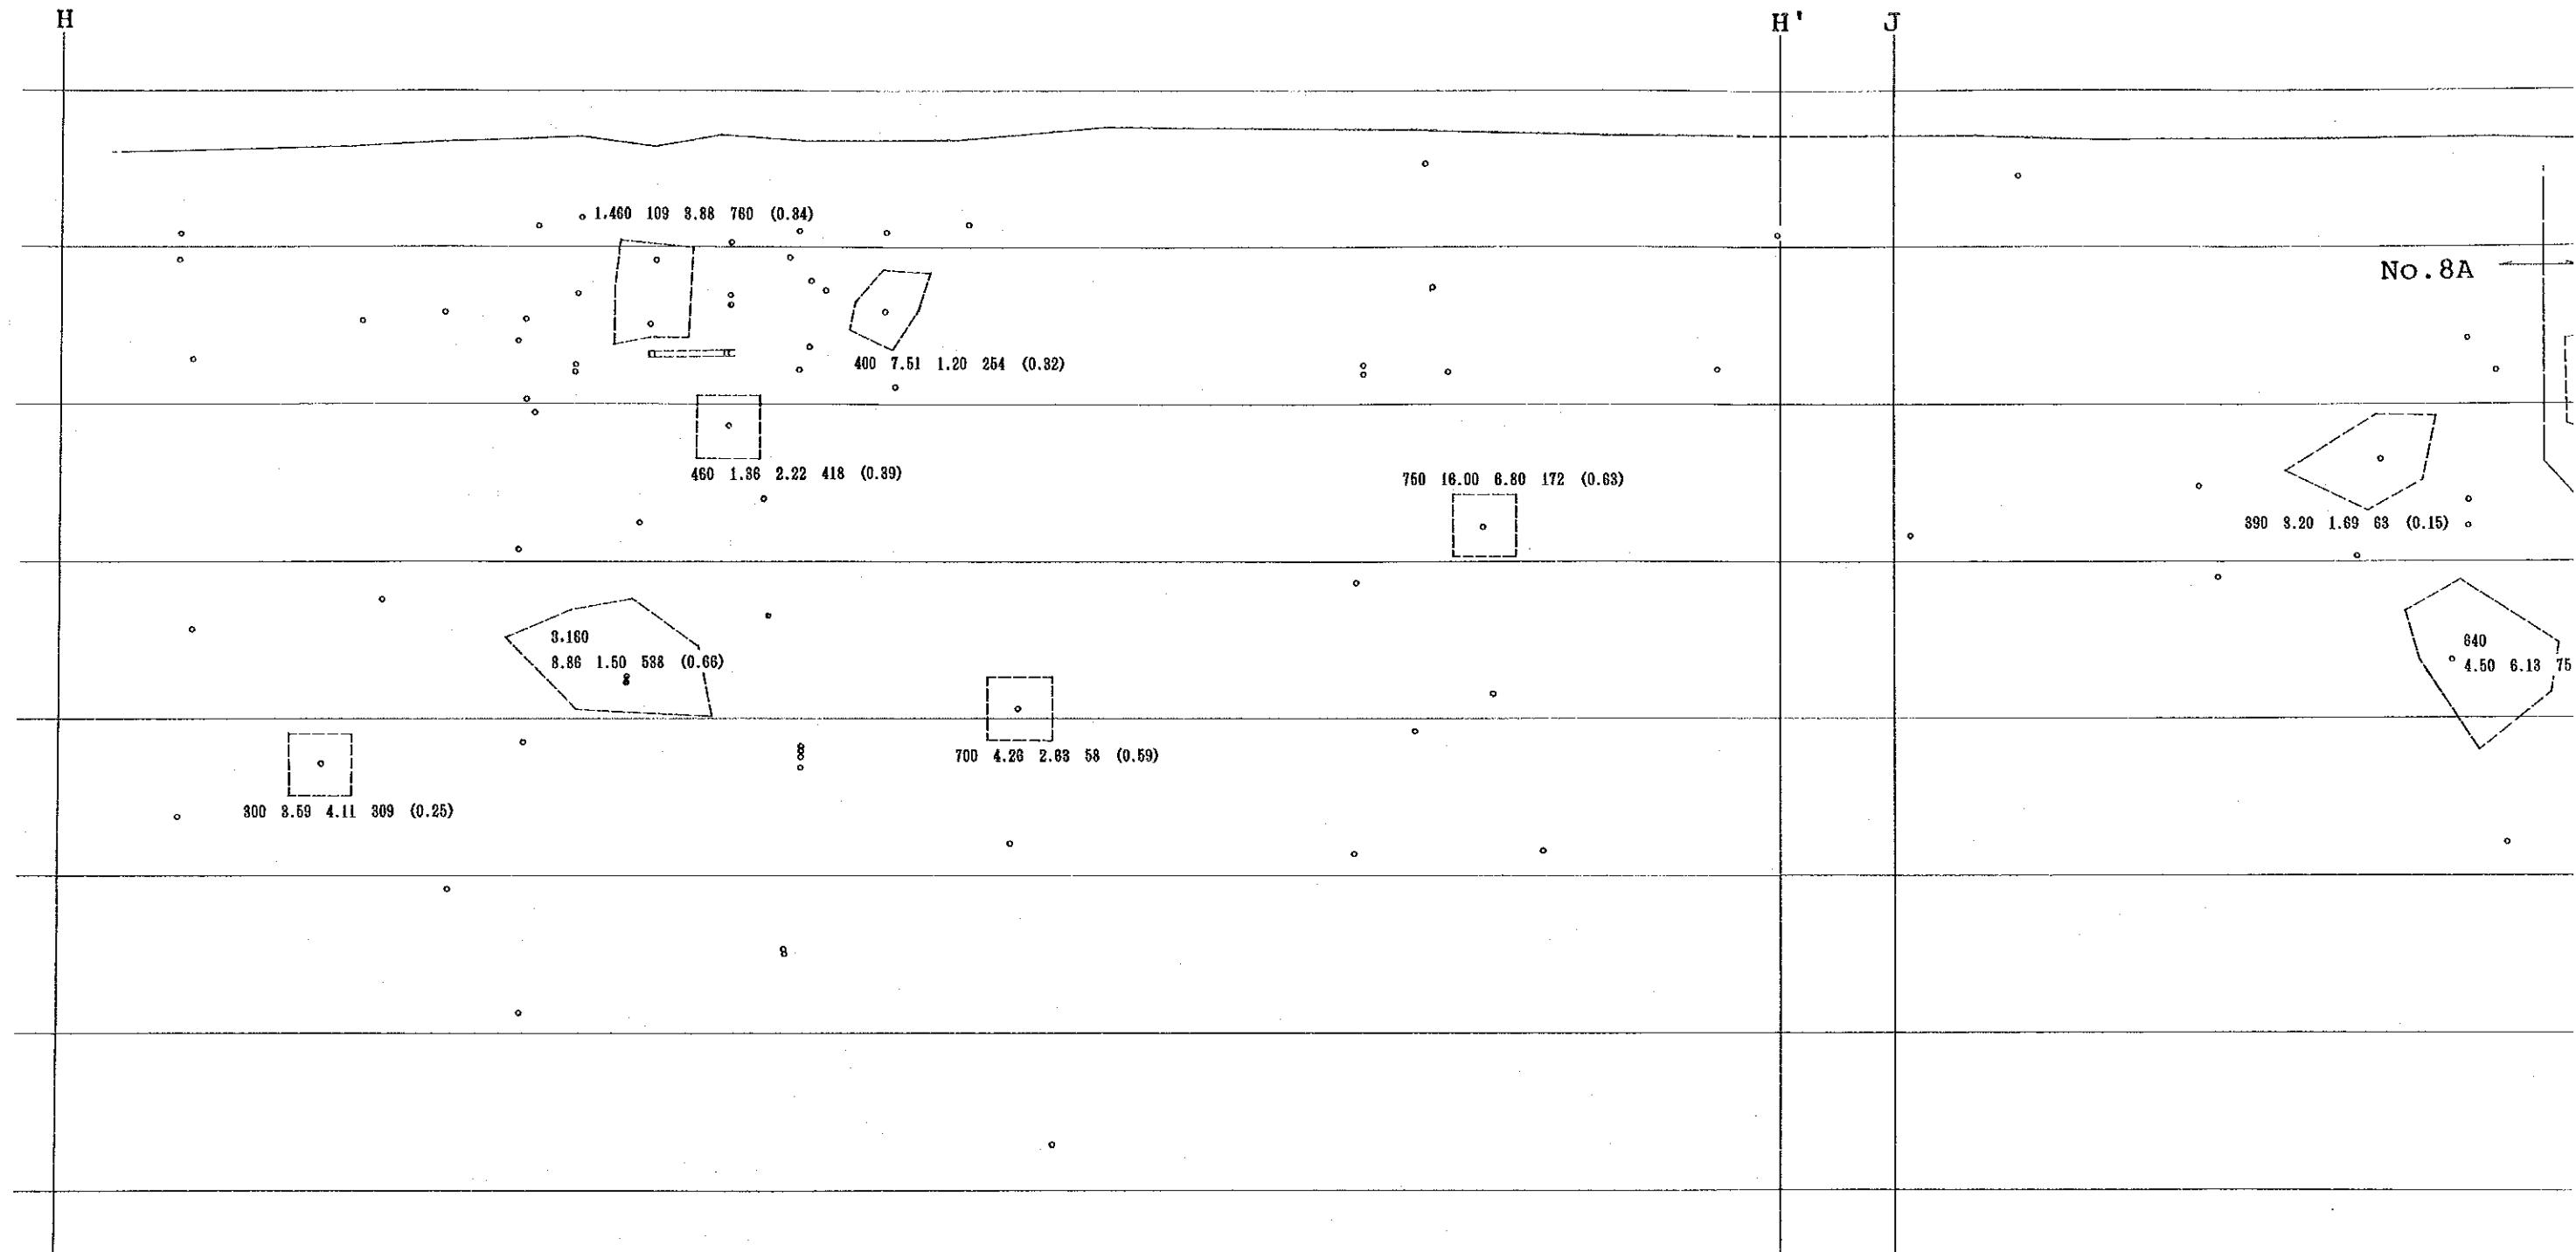 H H' J
1,460 109 3.88 760 (0.84)
No.8A
400 7.51 1.20 254 (0.32)
460 1.36 2.22 418 (0.39)
750 16.00 6.80 172 (0.63)
390 3.20 1.69 63 (0.15)
3,160
8.86 1.50 538 (0.66)
640
4.50 6.13 75
700 4.26 2.63 58 (0.59)
300 3.59 4.11 309 (0.25)